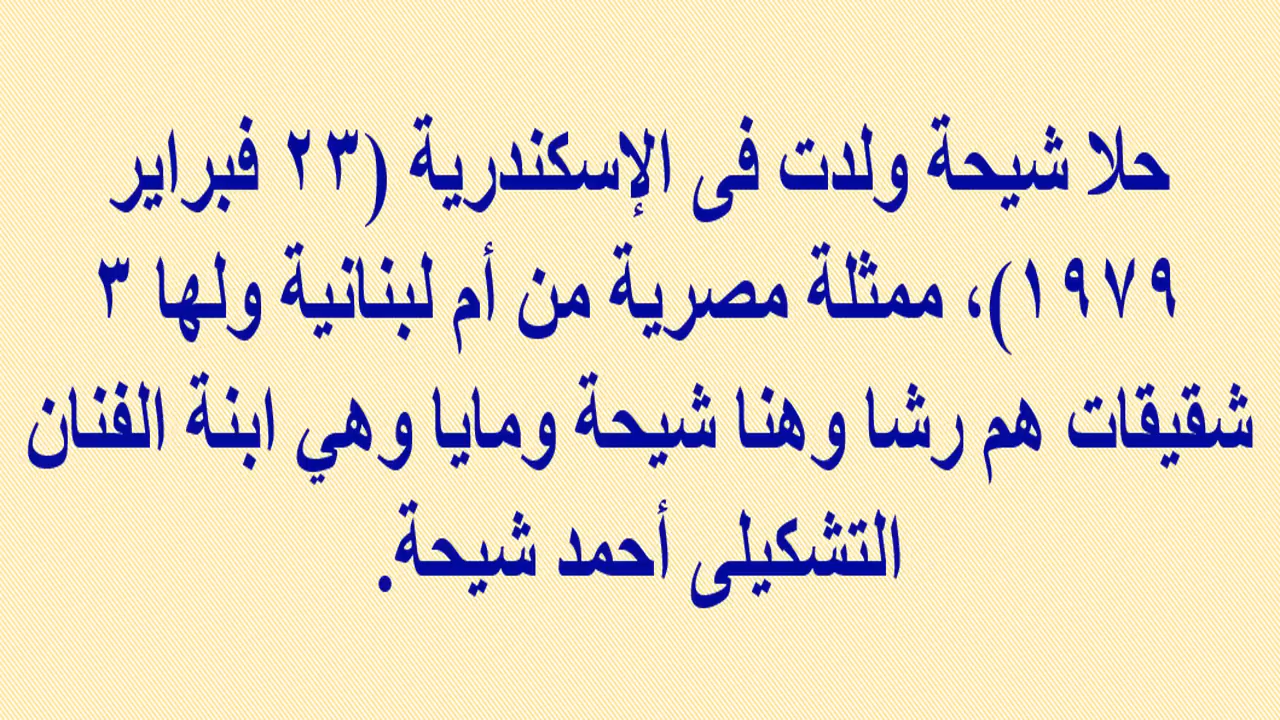 حلا شيحة ولدت فى الإسكندرية (٢٣ فبراير
١٩٧٩)، ممثلة مصرية من أم لبنانية ولها ٣
شقيقات هم رشا وهنا شيحة ومايا وهي ابنة الفنان
التشكيلى أحمد شيحة.